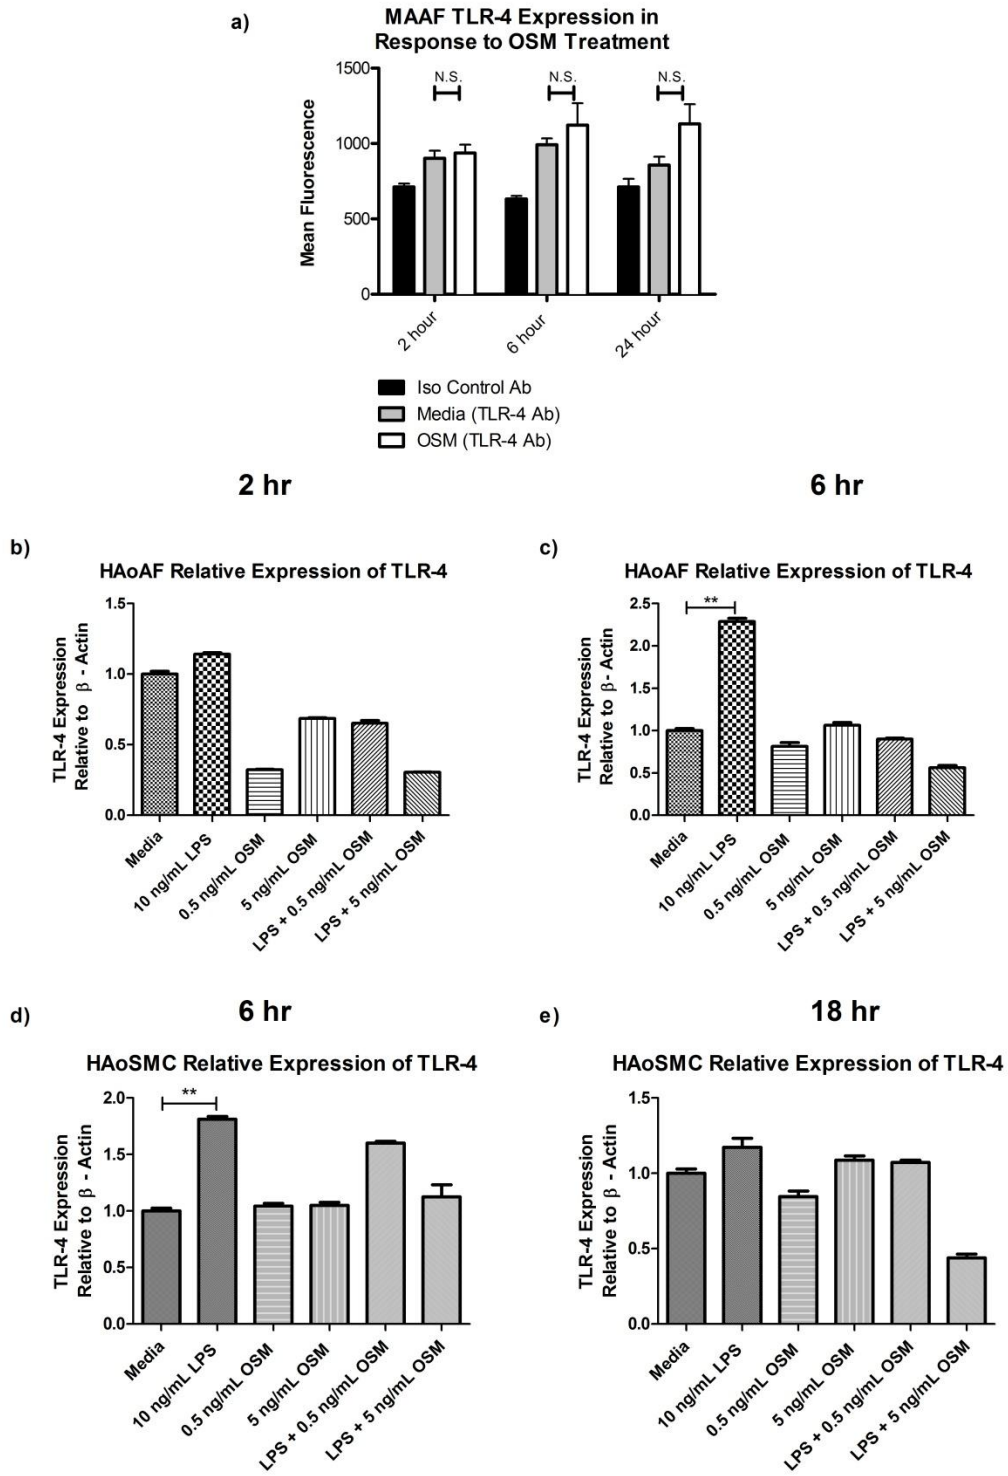 a)
MAAF TLR-4 Expression in
Response to OSM Treatment
Mean Fluorescence
1500
1000
500
0
N.S.
N.S.
N.S.
2 hour
6 hour
24 hour
Iso Control Ab
Media (TLR-4 Ab)
OSM (TLR-4 Ab)
2 hr
b)
HAoAF Relative Expression of TLR-4
TLR-4 Expression
Relative to β - Actin
1.5
1.0
0.5
0.0
Media
10 ng/mL LPS
0.5 ng/mL OSM
5 ng/mL OSM
LPS + 0.5 ng/mL OSM
LPS + 5 ng/mL OSM
6 hr
c)
HAoAF Relative Expression of TLR-4
TLR-4 Expression
Relative to β- Actin
2.5
2.0
1.5
1.0
0.5
0.0
**
Media
10 ng/mL LPS
0.5 ng/mL OSM
5 ng/mL OSM
LPS + 0.5 ng/mL OSM
LPS + 5 ng/mL OSM
6 hr
d)
HAoSMC Relative Expression of TLR-4
TLR-4 Expression
Relative to β - Actin
2.0
1.5
1.0
0.5
0.0
**
Media
10 ng/mL LPS
0.5 ng/mL OSM
5 ng/mL OSM
LPS + 0.5 ng/mL OSM
LPS + 5 ng/mL OSM
18 hr
e)
HAoSMC Relative Expression of TLR-4
TLR-4 Expression
Relative to β - Actin
1.5
1.0
0.5
0.0
Media
10 ng/mL LPS
0.5 ng/mL OSM
5 ng/mL OSM
LPS + 0.5 ng/mL OSM
LPS + 5 ng/mL OSM